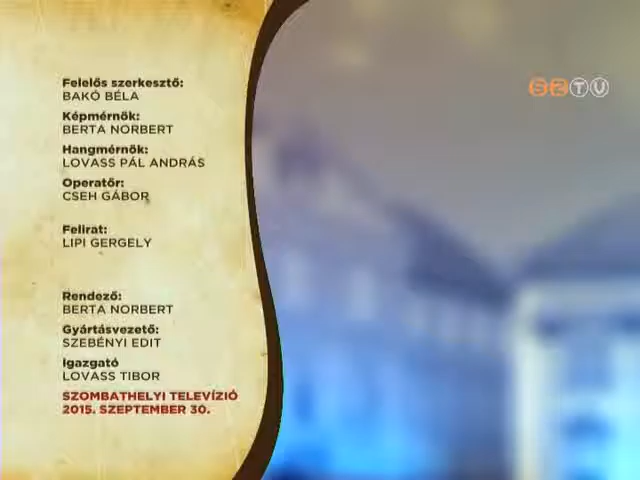 Felelős szerkesztő:
BAKÓ BÉLA
Képmérnök:
BERTA NORBERT
Hangmérnök:
LOVASS PÁL ANDRÁS
Operatőr:
CSEH GÁBOR
Felirat:
LIPI GERGELY
Rendező:
BERTA NORBERT
Gyártásvezető:
SZEBÉNYI EDIT
Igazgató
LOVASS TIBOR
SZOMBATHELYI TELEVÍZIÓ
2015. SZEPTEMBER 30.
SZTV